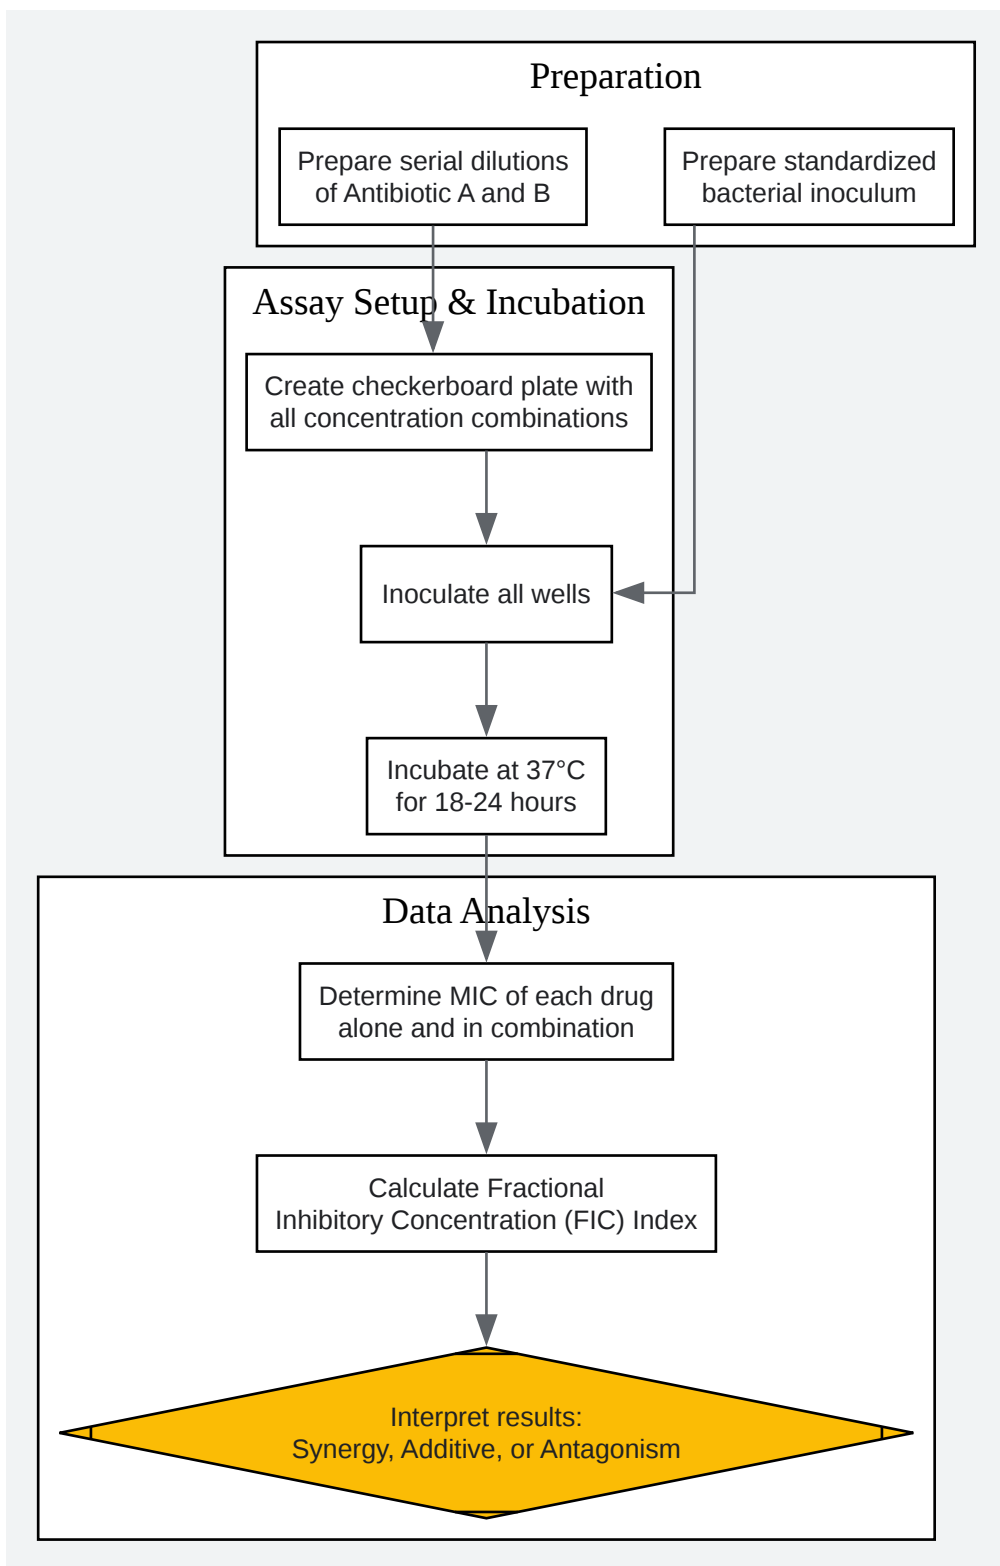 Preparation
Prepare serial dilutions
of Antibiotic A and B
Prepare standardized
bacterial inoculum
Assay Setup & Incubation
Create checkerboard plate with
all concentration combinations
Inoculate all wells
Incubate at 37°C
for 18-24 hours
Data Analysis
Determine MIC of each drug
alone and in combination
Calculate Fractional
Inhibitory Concentration (FIC) Index
Interpret results:
Synergy, Additive, or Antagonism